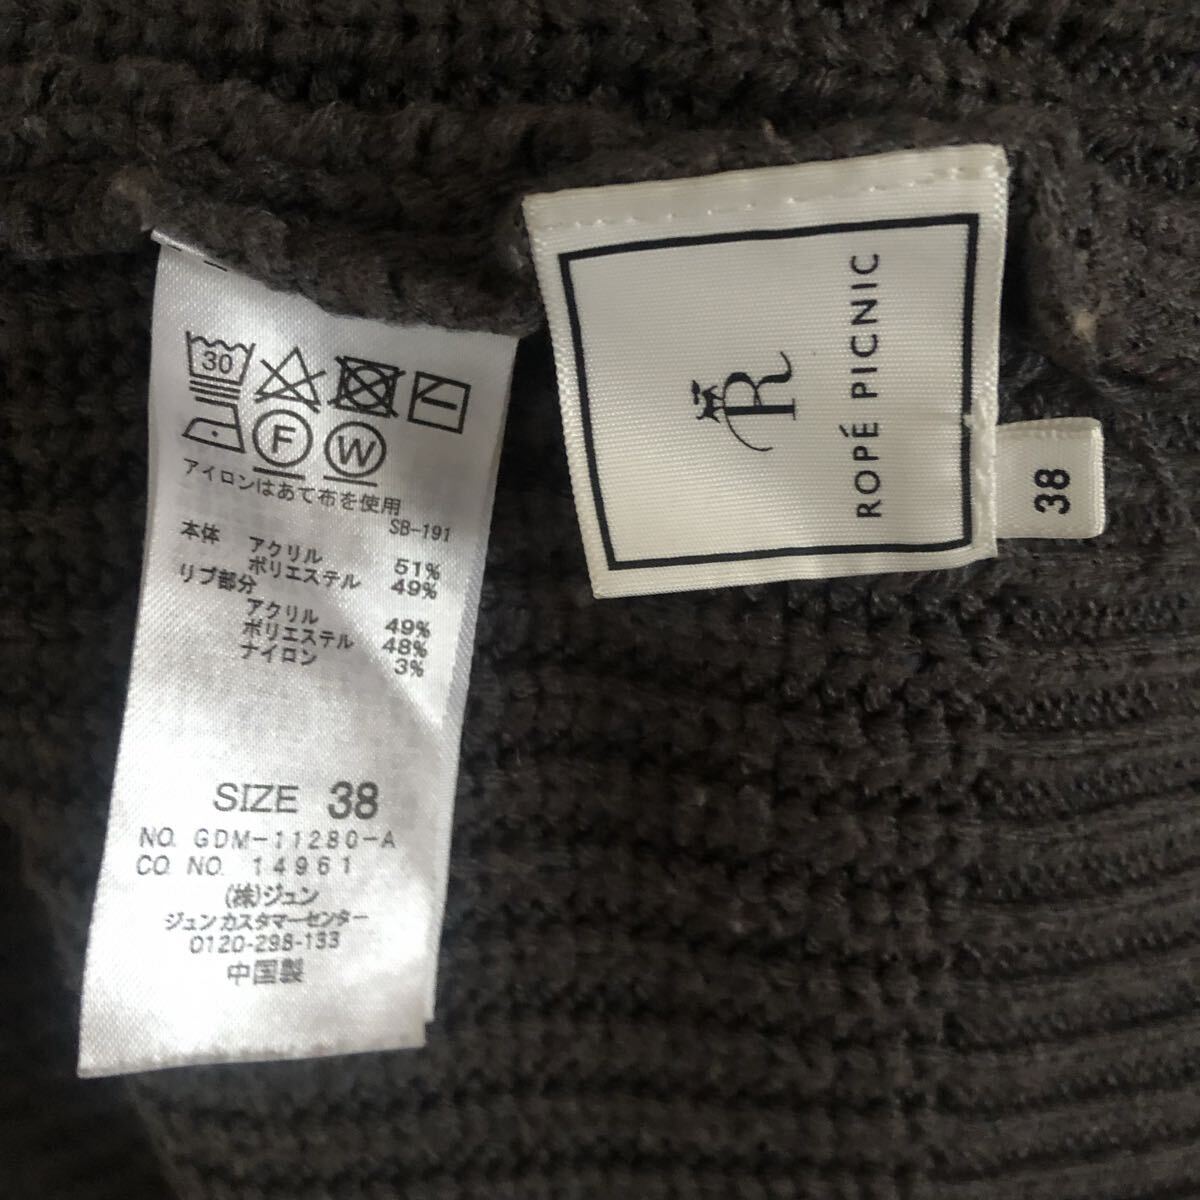 30
F W
アイロンはあて布を使用
SB-191
本体 アクリル 51%
ポリエステル 49%
リブ部分
アクリル 49%
ポリエステル 48%
ナイロン 3%
SIZE 38
NO. GDM-11280-A
CO. NO. 14961
(株)ジュン
ジュンカスタマーセンター
0120-298-133
中国製
R
ROPÉ PICNIC
38